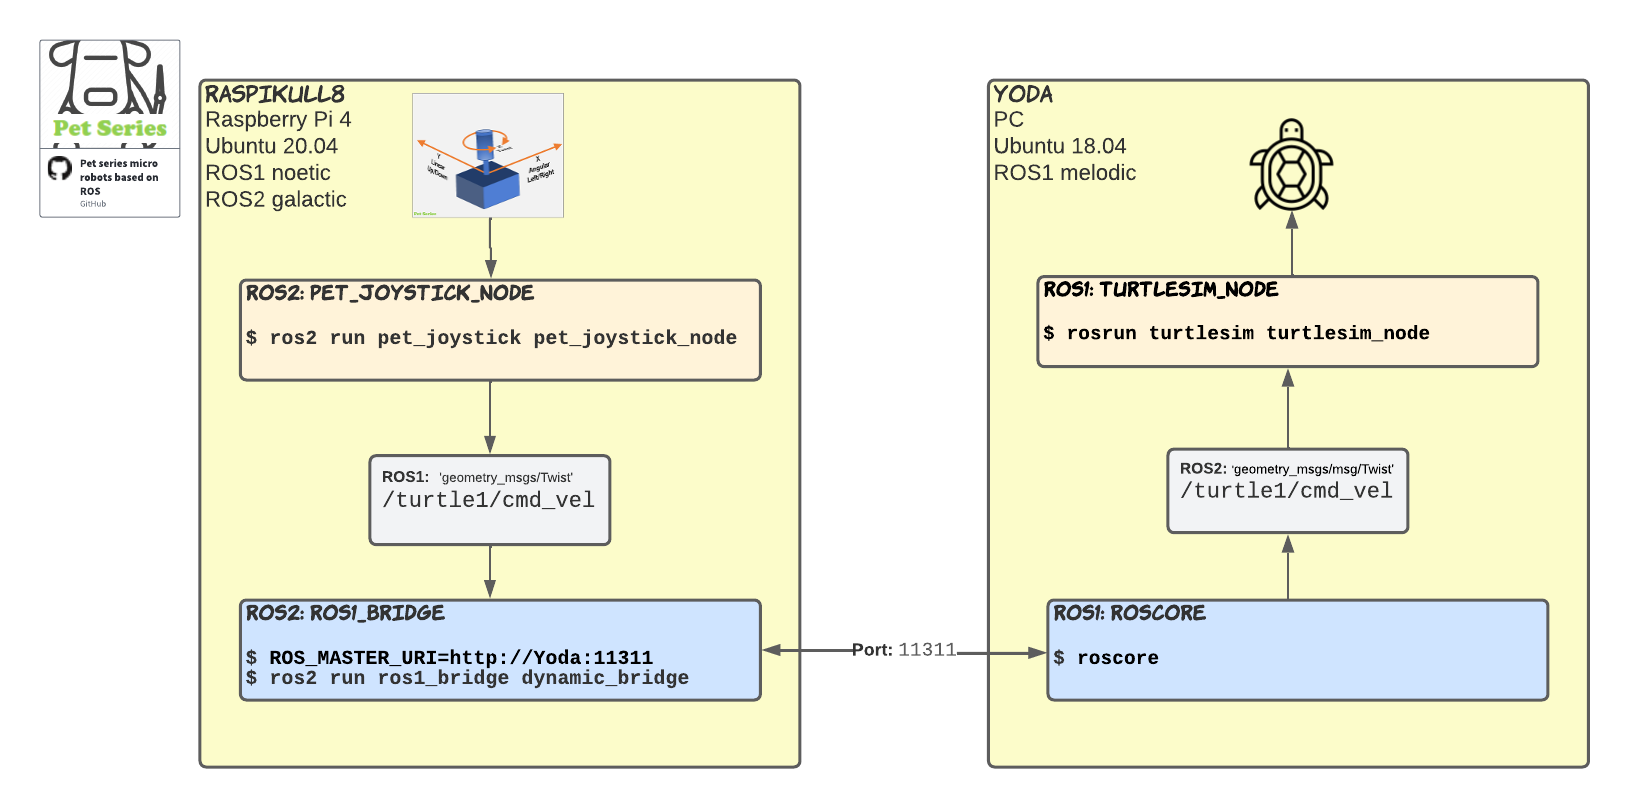 Pet Series
Pet series micro
robots based on
ROS
GitHub
RASPIKULL8
Raspberry Pi 4
Ubuntu 20.04
ROS1 noetic
ROS2 galactic
Y
Linear
Up/Down
Twist
X
Angular
Left/Right
Pet Series
ROS2: PET_JOYSTICK_NODE
$ ros2 run pet_joystick pet_joystick_node
ROS1: 'geometry_msgs/Twist'
/turtle1/cmd_vel
ROS2: ROS1_BRIDGE
$ ROS_MASTER_URI=http://Yoda:11311
$ ros2 run ros1_bridge dynamic_bridge
Port: 11311
YODA
PC
Ubuntu 18.04
ROS1 melodic
ROS1: TURTLESIM_NODE
$ rosrun turtlesim turtlesim_node
ROS2: 'geometry_msgs/msg/Twist'
/turtle1/cmd_vel
ROS1: ROSCORE
$ roscore